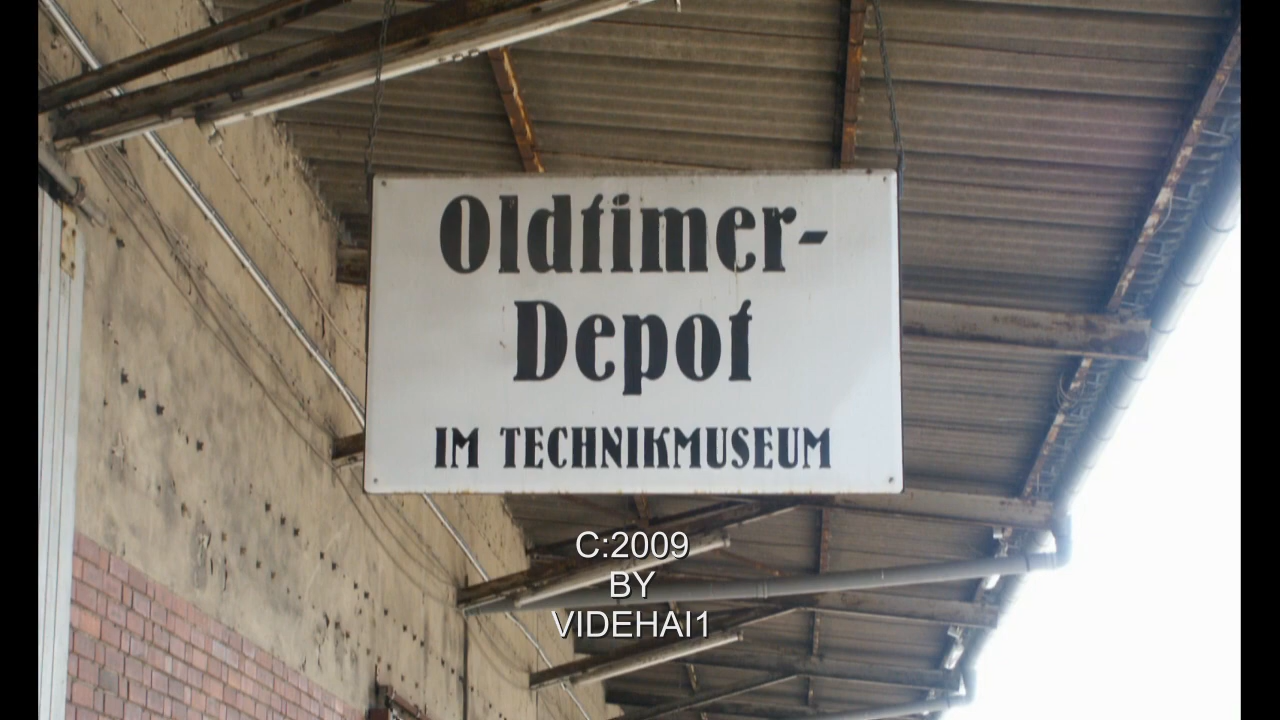 Oldtimer-
Depot
IM TECHNIKMUSEUM
C:2009
BY
VIDEHAI1